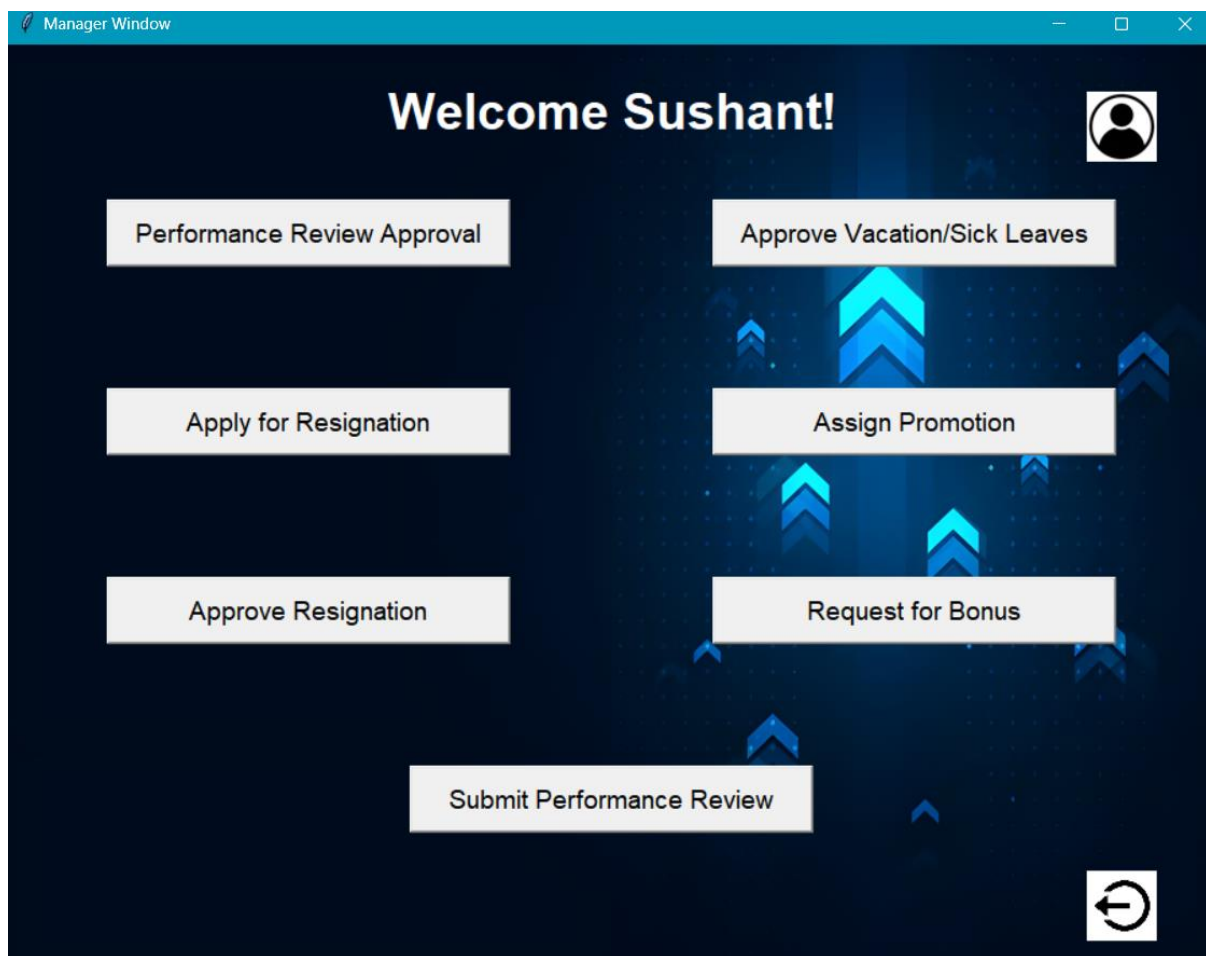 Manager Window
Welcome Sushant!
Performance Review Approval
Approve Vacation/Sick Leaves
Apply for Resignation
Assign Promotion
Approve Resignation
Request for Bonus
Submit Performance Review